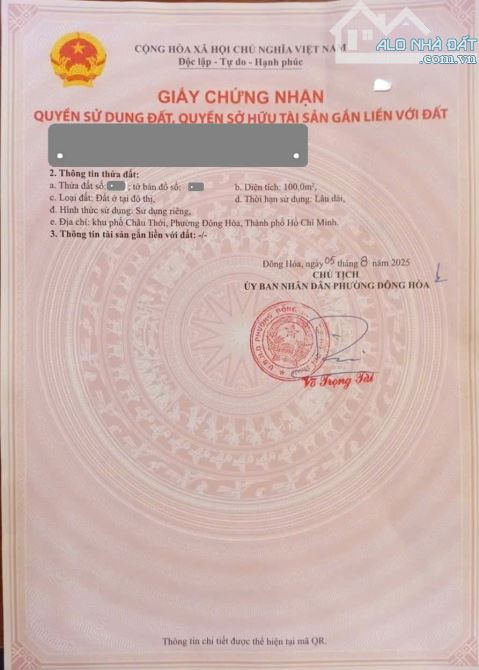 ALO NHÀ ĐẤT
.com.vn
CỘNG HÒA XÃ HỘI CHỦ NGHĨA VIỆT NAM
Độc lập - Tự do - Hạnh phúc
GIẤY CHỨNG NHẬN
QUYỀN SỬ DỤNG ĐẤT, QUYỀN SỞ HỮU TÀI SẢN GẮN LIỀN VỚI ĐẤT
2. Thông tin thửa đất:
a. Thửa đất số: ; tờ bản đồ số: b. Diện tích: 100,0m²,
c. Loại đất: Đất ở tại đô thị, d. Thời hạn sử dụng: Lâu dài,
đ. Hình thức sử dụng: Sử dụng riêng,
e. Địa chỉ: khu phố Châu Thới, Phường Đông Hòa, Thành phố Hồ Chí Minh.
3. Thông tin tài sản gắn liền với đất: -/-
Đông Hòa, ngày 05 tháng 8 năm 2025
CHỦ TỊCH
ỦY BAN NHÂN DÂN PHƯỜNG ĐÔNG HÒA
U.B.N.D PHƯỜNG ĐÔNG
Võ Trọng Tài
Thông tin chi tiết được thể hiện tại mã QR.